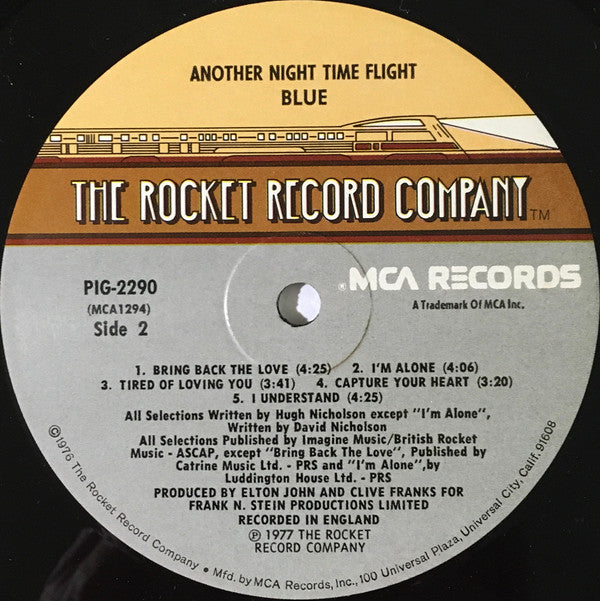 ANOTHER NIGHT TIME FLIGHT
BLUE
THE ROCKET RECORD COMPANY TM
PIG-2290
(MCA1294)
Side 2
® MCA RECORDS
A Trademark Of MCA Inc.
1. BRING BACK THE LOVE (4:25) 2. I'M ALONE (4:06)
3. TIRED OF LOVING YOU (3:41) 4. CAPTURE YOUR HEART (3:20)
5. I UNDERSTAND (4:25)
All Selections Written by Hugh Nicholson except "I'm Alone",
Written by David Nicholson
All Selections Published by Imagine Music/British Rocket
Music - ASCAP, except "Bring Back The Love", Published by
Catrine Music Ltd. - PRS and "I'm Alone",by
Luddington House Ltd. - PRS
PRODUCED BY ELTON JOHN AND CLIVE FRANKS FOR
FRANK N. STEIN PRODUCTIONS LIMITED
RECORDED IN ENGLAND
℗ 1977 THE ROCKET
RECORD COMPANY
©1976 The Rocket Record Company • Mfd. by MCA Records, Inc., 100 Universal Plaza, Universal City, Calif. 91608